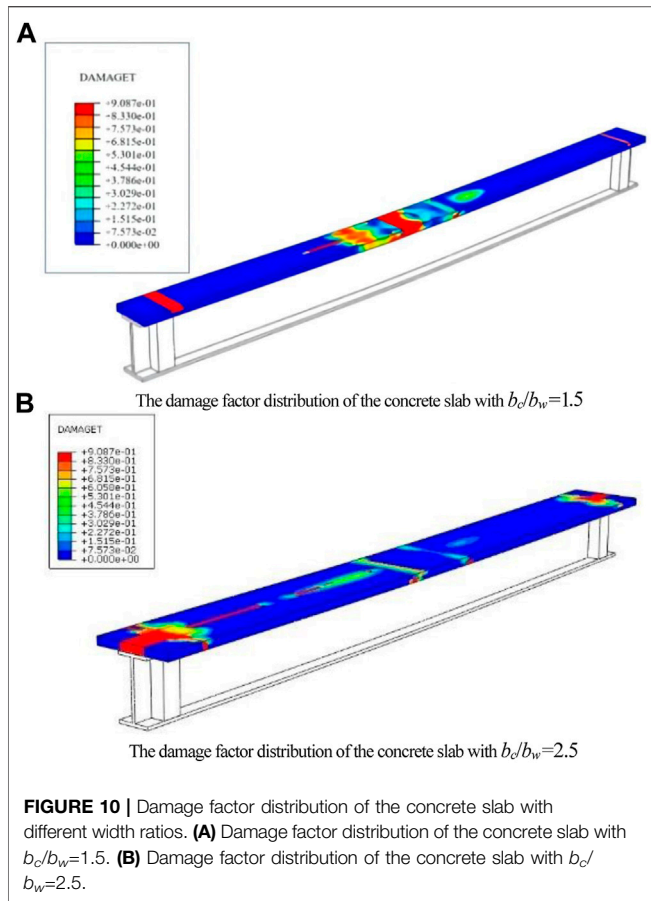 A
DAMAGET
+9.087e-01
+8.330e-01
+7.573e-01
+6.815e-01
+5.301e-01
+4.544e-01
+3.786e-01
+3.029e-01
+2.272e-01
+1.515e-01
+7.573e-02
+0.000e+00
The damage factor distribution of the concrete slab with bc/bw=1.5
B
DAMAGET
+9.087e-01
+8.330e-01
+7.573e-01
+6.815e-01
+6.058e-01
+5.301e-01
+4.544e-01
+3.786e-01
+3.029e-01
+2.272e-01
+1.515e-01
+7.573e-02
+0.000e+00
The damage factor distribution of the concrete slab with bc/bw=2.5
FIGURE 10 | Damage factor distribution of the concrete slab with
different width ratios. (A) Damage factor distribution of the concrete slab with
bc/bw=1.5. (B) Damage factor distribution of the concrete slab with bc/
bw=2.5.